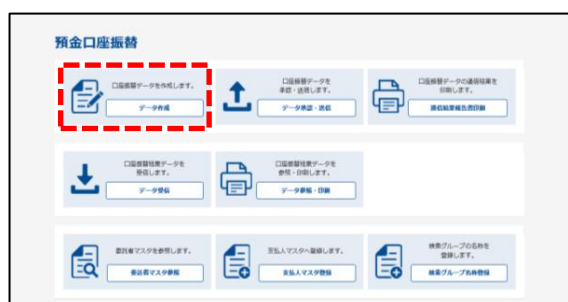 預金口座振替
口座振替データを作成します。
データ作成
口座振替データを
承認・送信します。
データ承認・送信
口座振替データの通信結果を
印刷します。
通信結果報告書印刷
口座振替結果データを
受信します。
データ受信
口座振替結果データを
参照・印刷します。
データ参照・印刷
委託者マスタを参照します。
委託者マスタ参照
支払人マスタへ登録します。
支払人マスタ登録
検索グループの名称を
登録します。
検索グループ名称登録